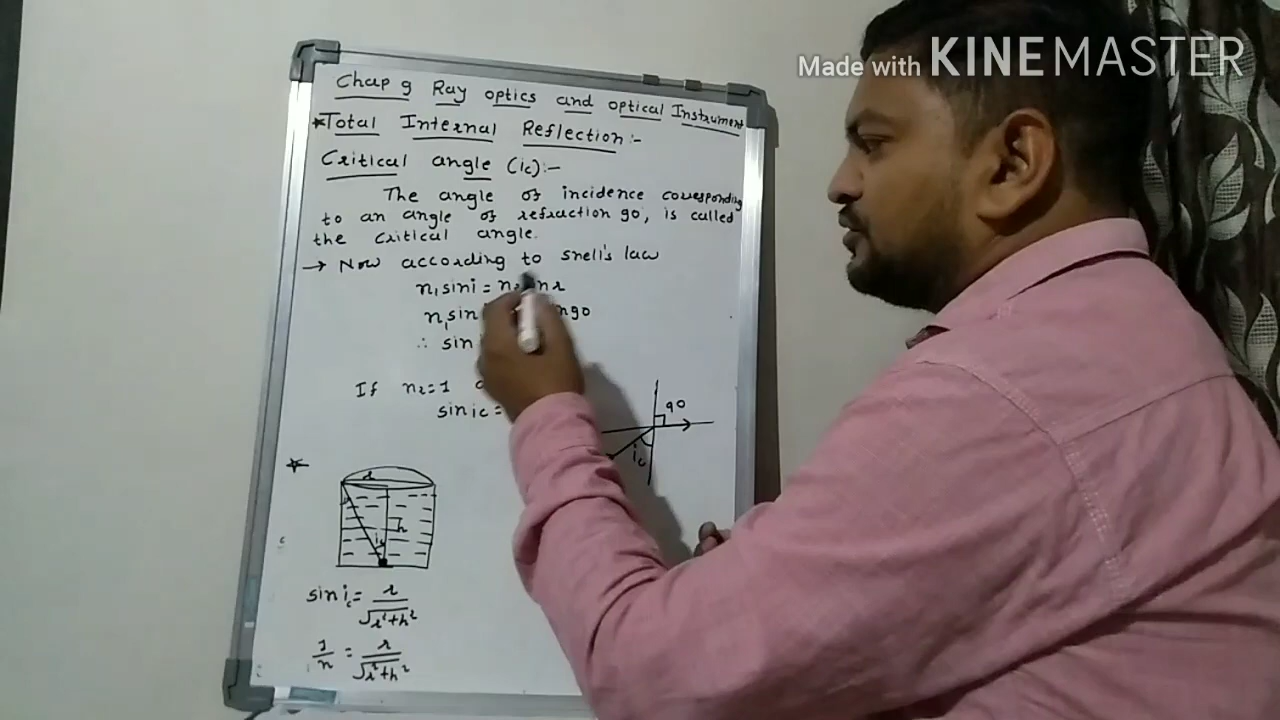 Made with KINEMASTER
Chap 9 Ray optics and optical Instrument
*Total Internal Reflection:-
Critical angle (ic):-
The angle of incidence corresponding
to an angle of refraction 90, is called
the critical angle.
→ Now according to snell's law
n₁sini =
n₁sin
∴ sin
If n₂=1
sin ic =
90
ic
*
r
h
ic
sin ic = r/√r²+h²
1/n = r/√r²+h²